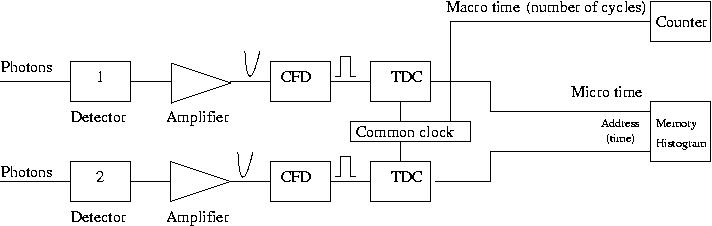 Macro time (number of cycles)
Counter
Photons
1
CFD
TDC
Detector
Amplifier
Micro time
Common clock
Address
(time)
Memory
Histogram
Photons
2
CFD
TDC
Detector
Amplifier